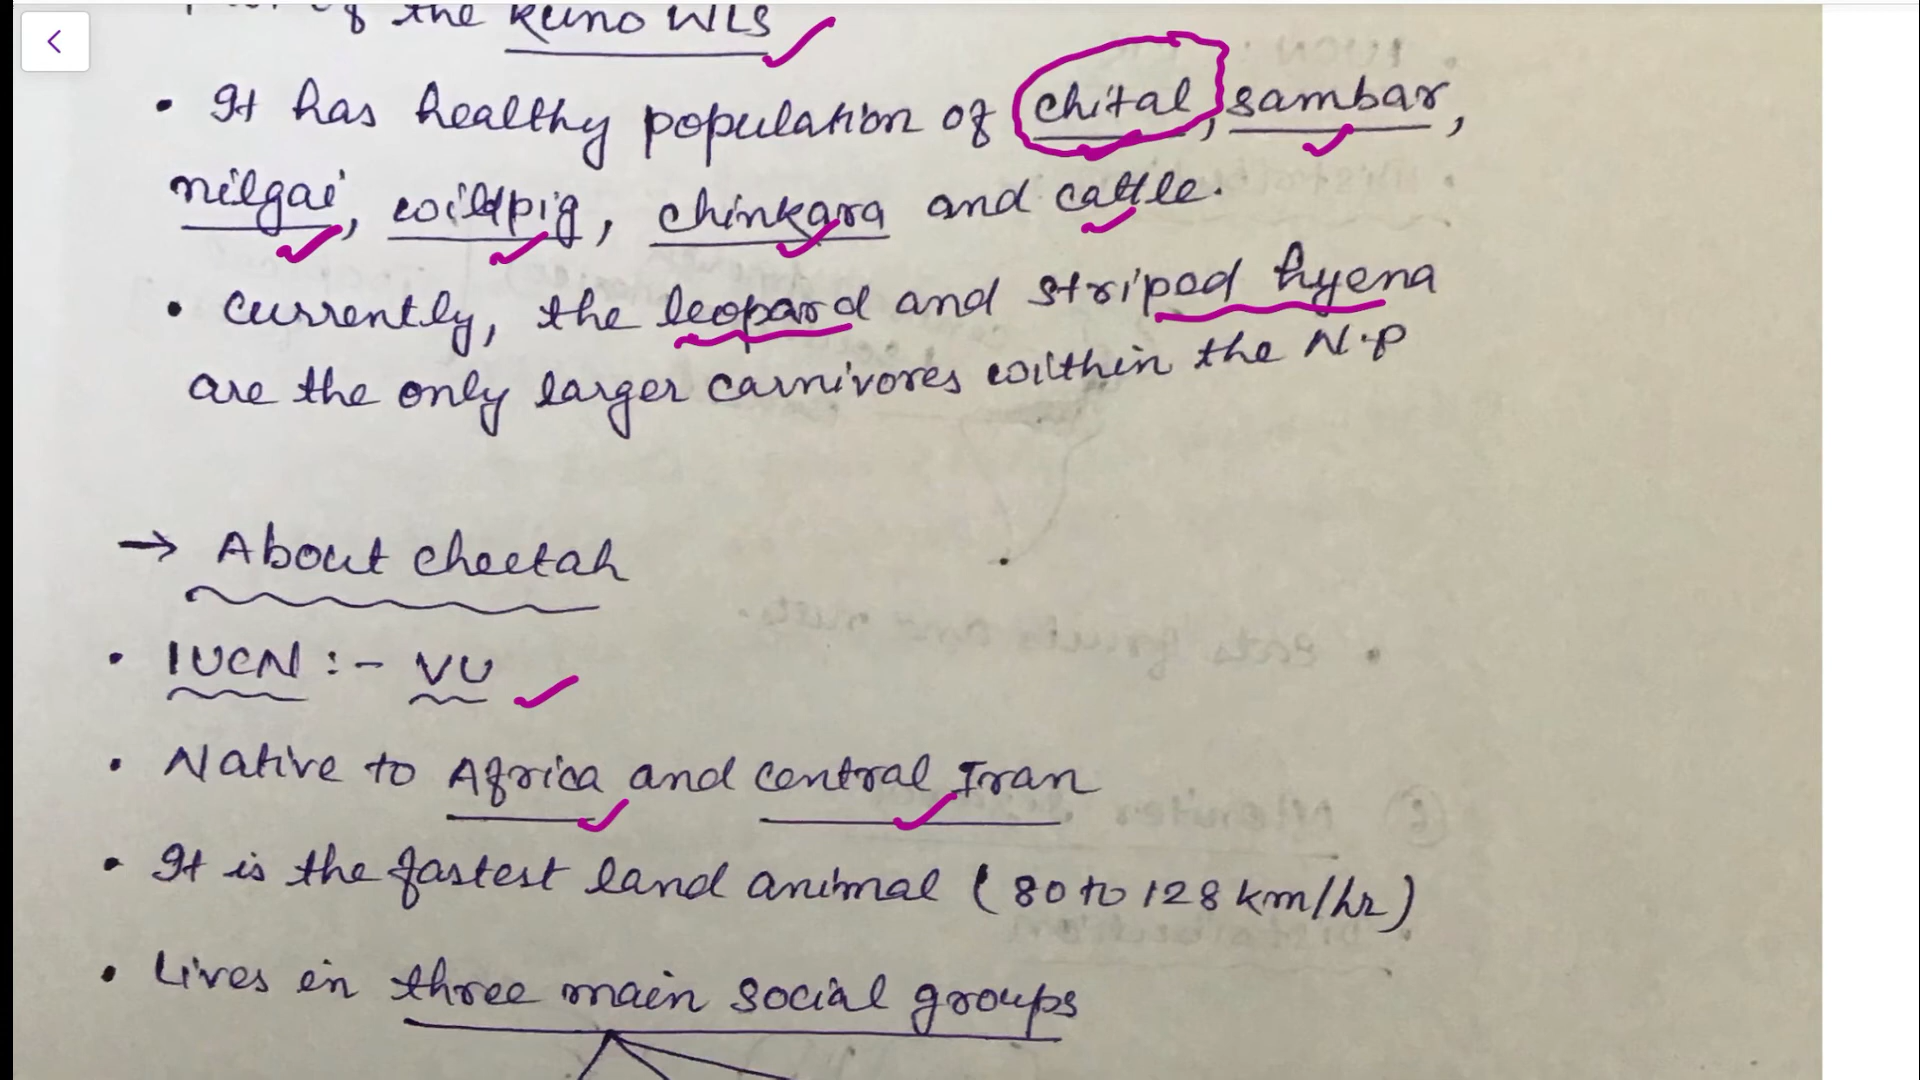 of the Kuno WLS
• It has healthy population of chital, sambar,
nilgai, wildpig, chinkara and cattle.
• Currently, the leopard and striped hyena
are the only larger carnivores within the N.P
→ About cheetah
• IUCN :- VU
• Native to Africa and central Iran
• It is the fastest land animal (80 to 128 km/hr)
• Lives in three main social groups